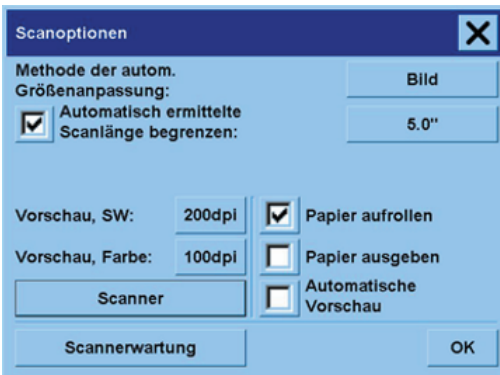 Scanoptionen
Methode der autom.
Größenanpassung:
Bild
Automatisch ermittelte
Scanlänge begrenzen:
5.0"
Vorschau, SW:
200dpi
Papier aufrollen
Vorschau, Farbe:
100dpi
Papier ausgeben
Scanner
Automatische
Vorschau
Scannerwartung
OK